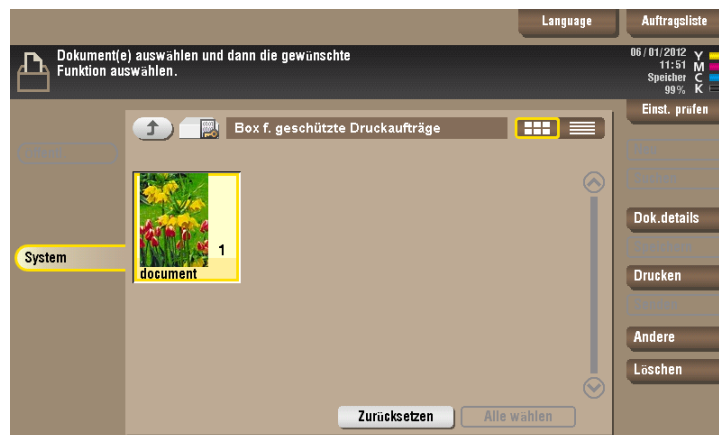 Language
Auftragsliste
Dokument(e) auswählen und dann die gewünschte
Funktion auswählen.
06/01/2012
11:51
Speicher
99%
Y
M
C
K
Einst. prüfen
Box f. geschützte Druckaufträge
Dok.details
System
1
document
Drucken
Andere
Löschen
Zurücksetzen
Alle wählen